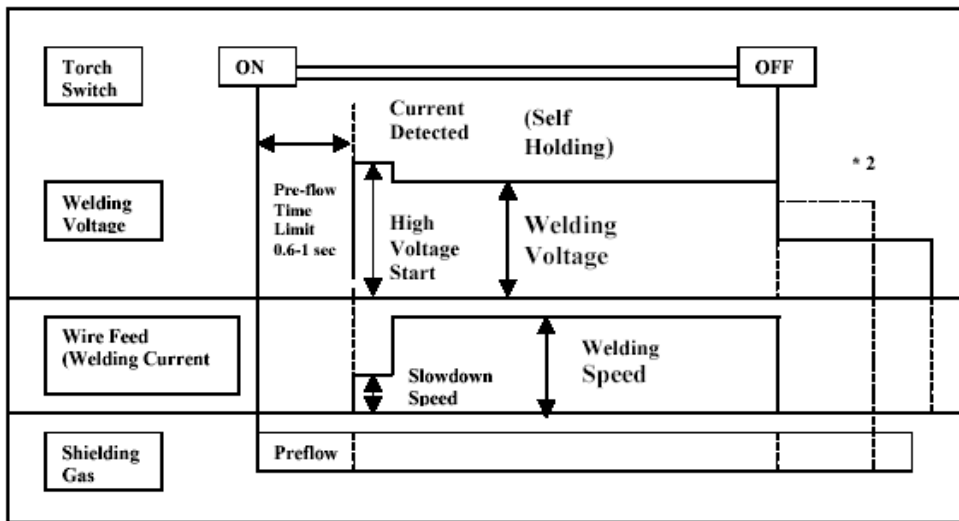 Torch
Switch
ON
OFF
Current
Detected
(Self
Holding)
* 2
Welding
Voltage
Pre-flow
Time
Limit
0.6-1 sec
High
Voltage
Start
Welding
Voltage
Wire Feed
(Welding Current
Slowdown
Speed
Welding
Speed
Shielding
Gas
Preflow